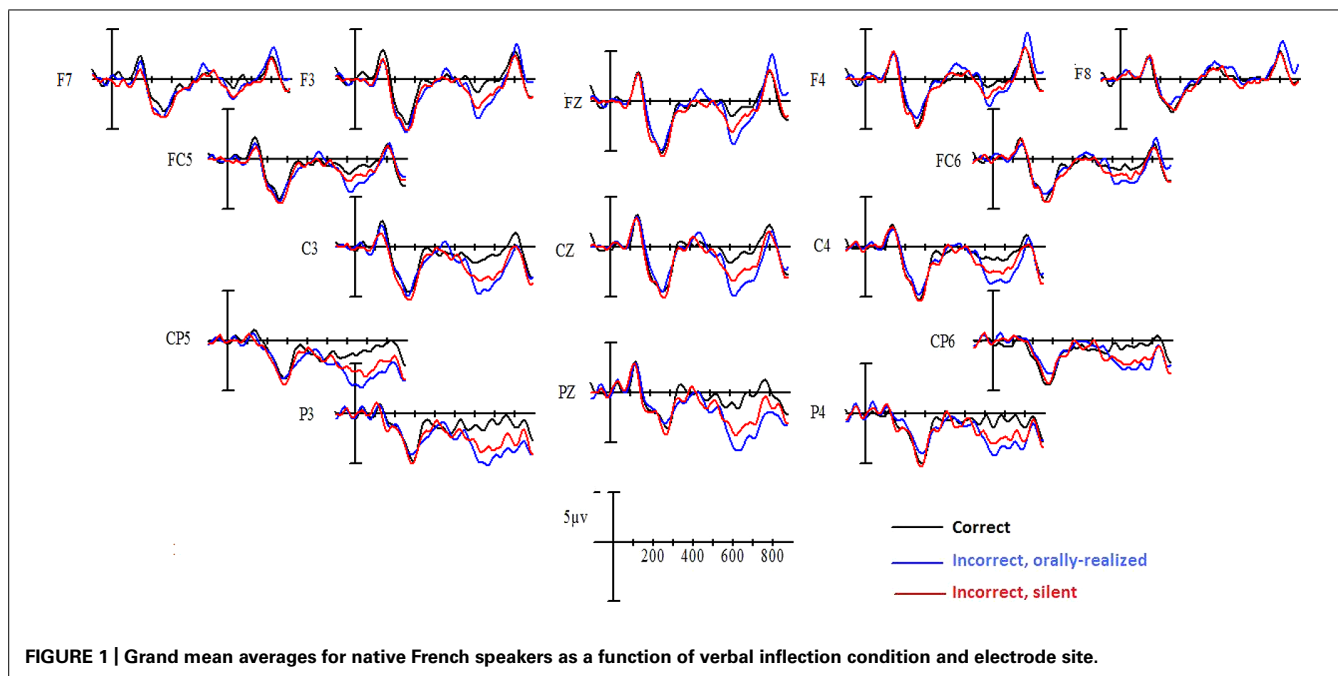 F7
F3
FZ
F4
F8
FC5
FC6
C3
CZ
C4
CP5
CP6
P3
PZ
P4
5μv
200 400 600 800
Correct
Incorrect, orally-realized
Incorrect, silent
FIGURE 1 | Grand mean averages for native French speakers as a function of verbal inflection condition and electrode site.